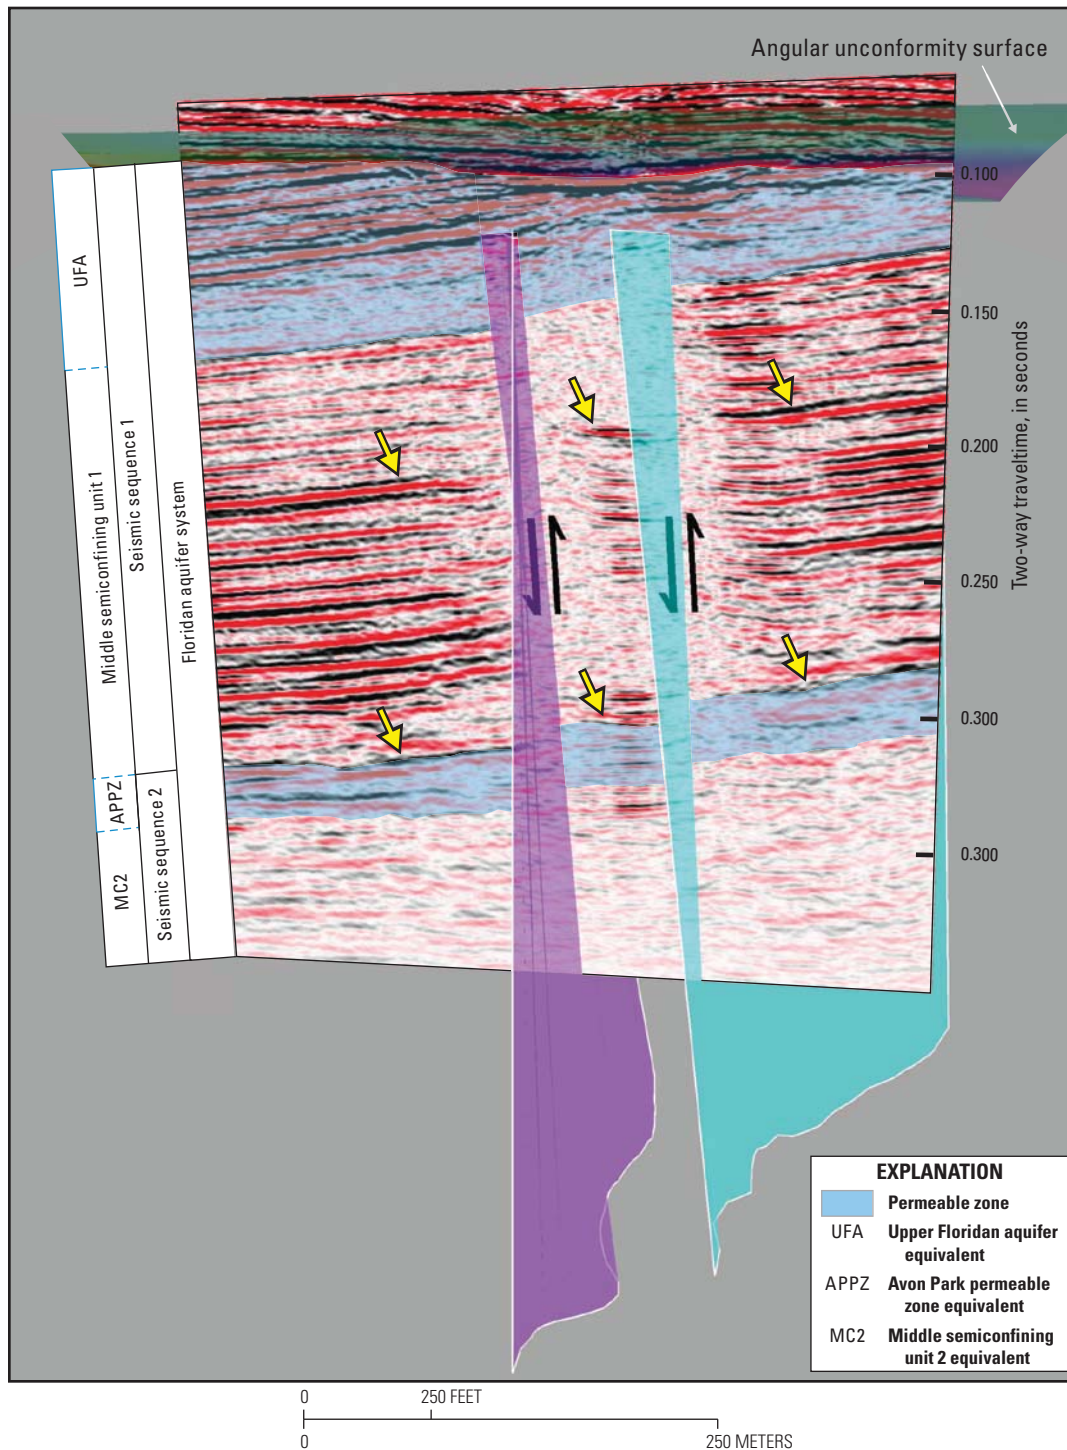 Angular unconformity surface
0.100
0.150
0.200
0.250
0.300
0.300
Two-way traveltime, in seconds
UFA
Middle semiconfining unit 1
APPZ
MC2
Seismic sequence 1
Seismic sequence 2
Floridan aquifer system
EXPLANATION
Permeable zone
UFA Upper Floridan aquifer
equivalent
APPZ Avon Park permeable
zone equivalent
MC2 Middle semiconfining
unit 2 equivalent
0 250 FEET
0 250 METERS